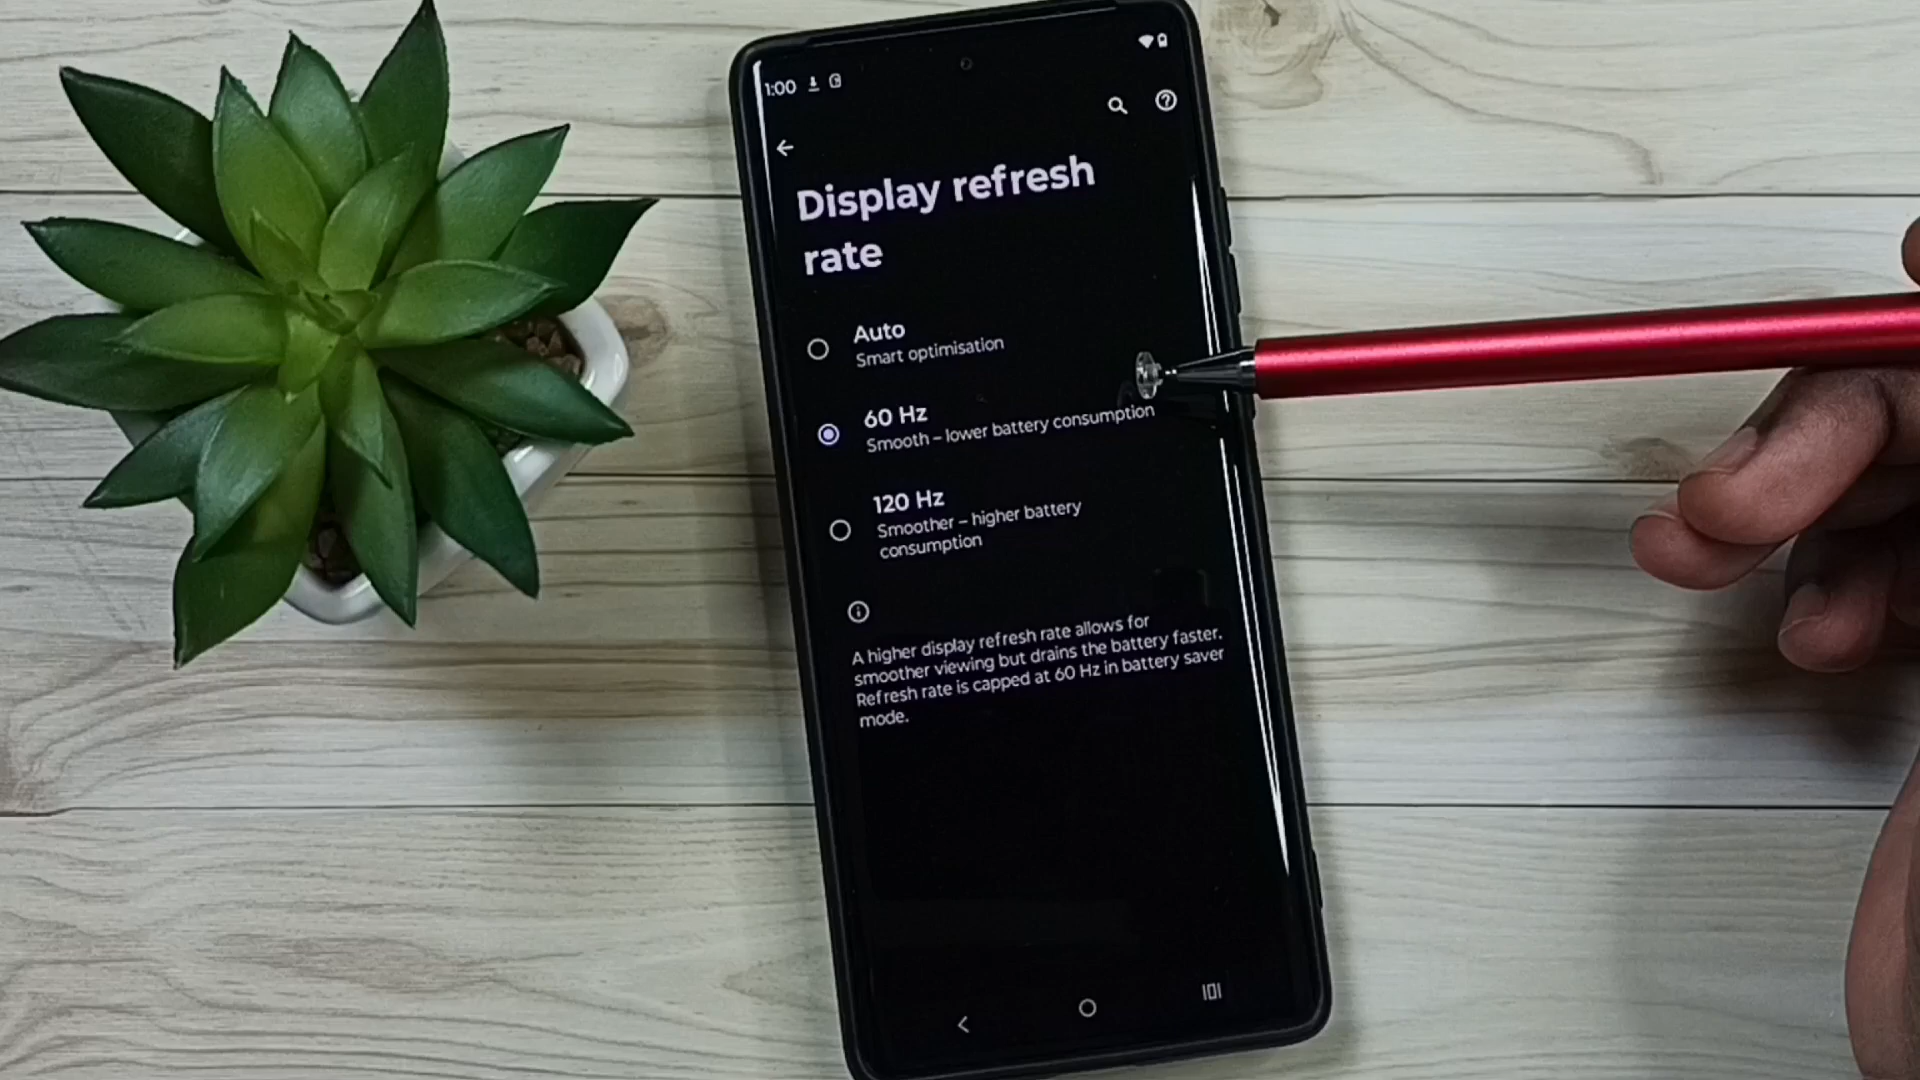 1:00
Display refresh
rate
Auto
Smart optimisation
60 Hz
Smooth – lower battery consumption
120 Hz
Smoother – higher battery
consumption
A higher display refresh rate allows for
smoother viewing but drains the battery faster.
Refresh rate is capped at 60 Hz in battery saver
mode.